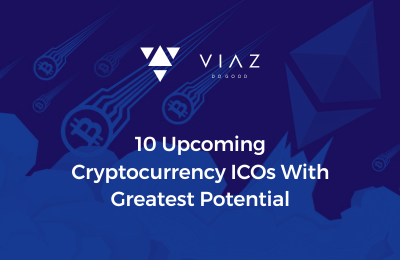 VIAZ
DOGOOD
10 Upcoming
Cryptocurrency ICOs With
Greatest Potential